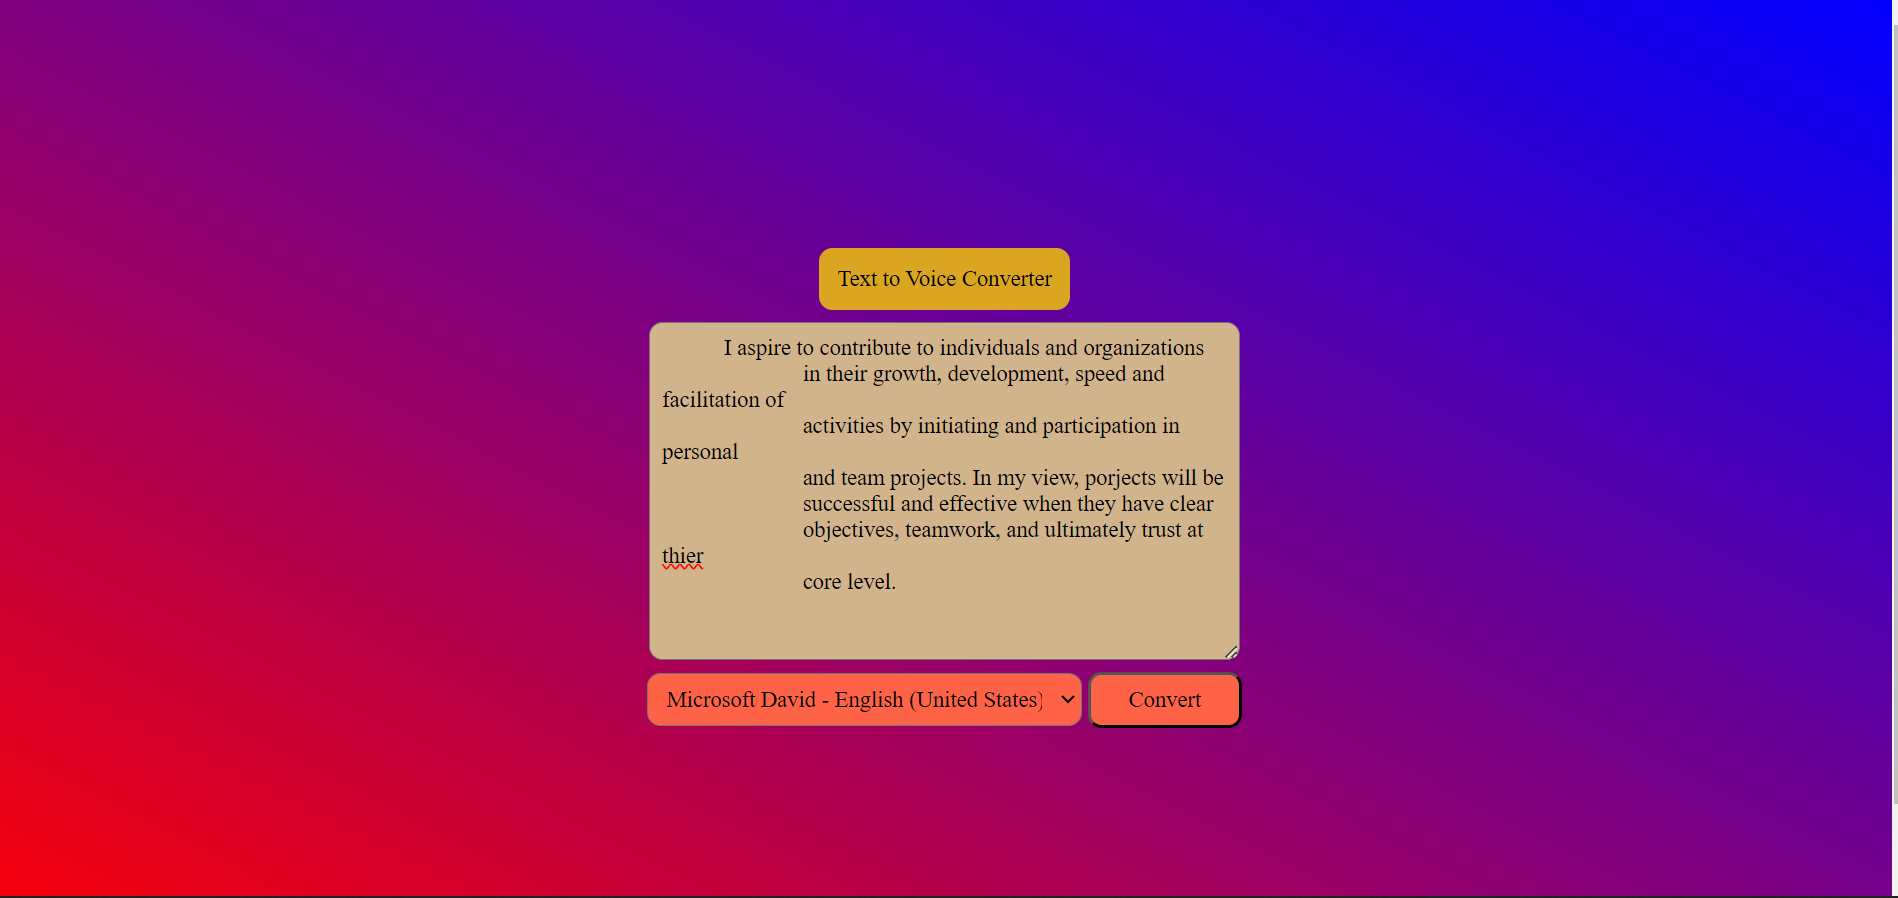 Text to Voice Converter
I aspire to contribute to individuals and organizations
in their growth, development, speed and
facilitation of
activities by initiating and participation in
personal
and team projects. In my view, porjects will be
successful and effective when they have clear
objectives, teamwork, and ultimately trust at
thier
core level.
Microsoft David - English (United States)
Convert